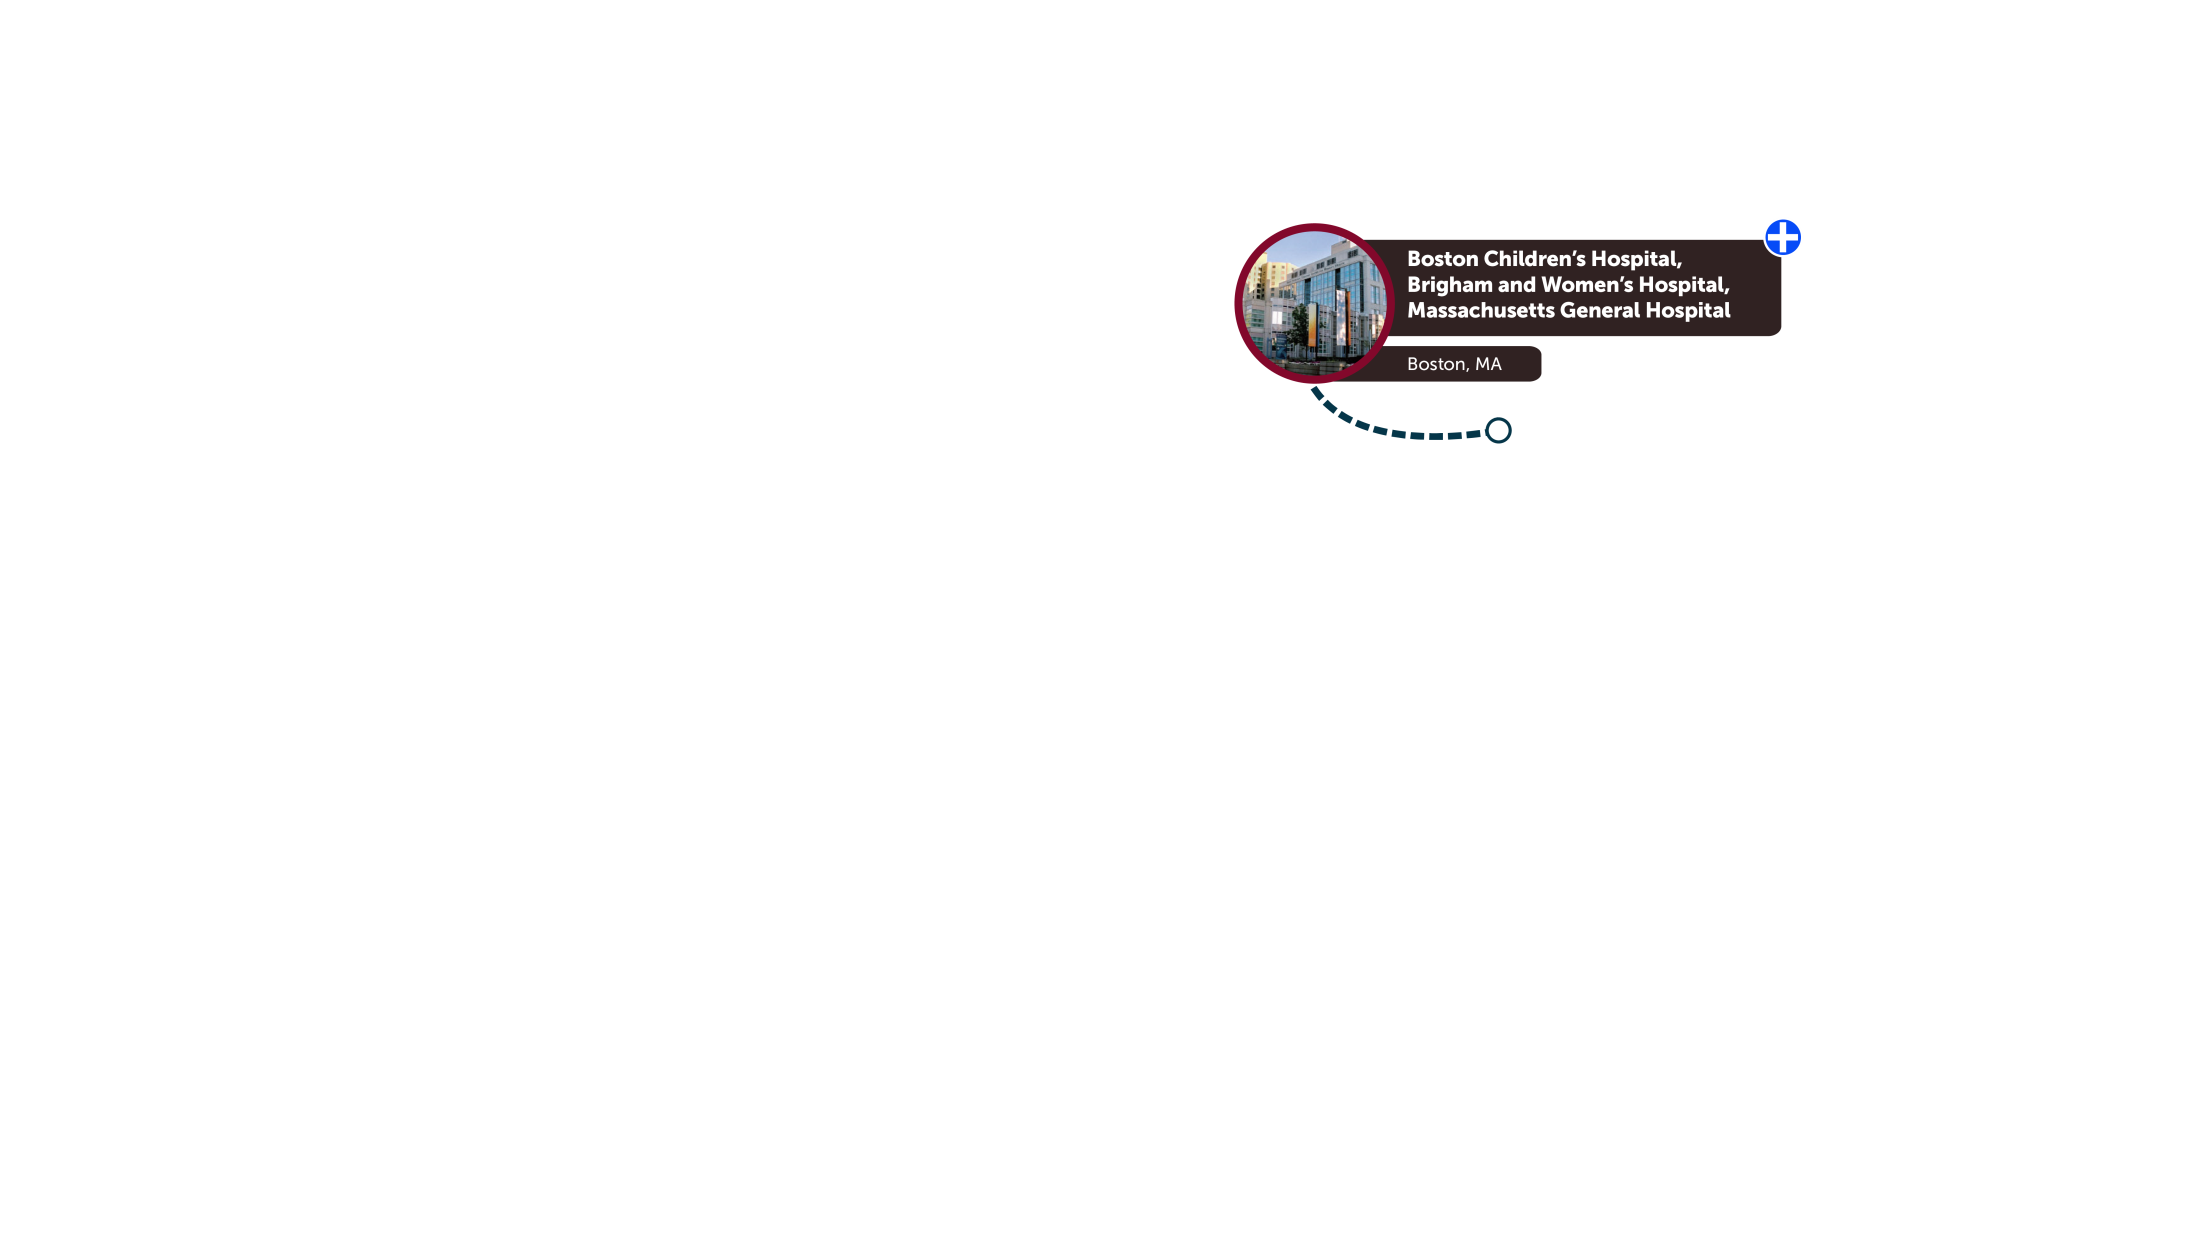 Boston Children’s Hospital,
Brigham and Women’s Hospital,
Massachusetts General Hospital
Boston, MA